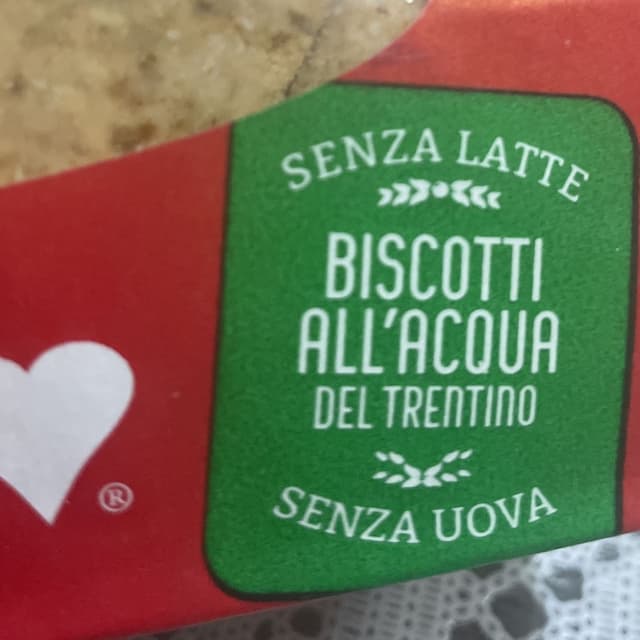 SENZA LATTE
BISCOTTI
ALL'ACQUA
DEL TRENTINO
SENZA UOVA
®